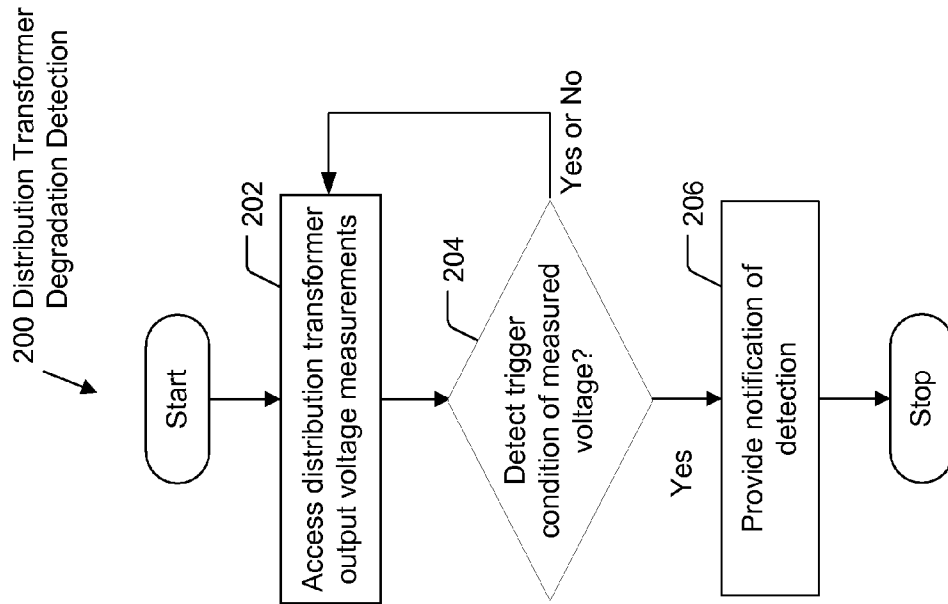 200 Distribution Transformer
Degradation Detection
Start
202
Access distribution transformer
output voltage measurements
204
Detect trigger
condition of measured
voltage?
Yes or No
Yes
206
Provide notification of
detection
Stop